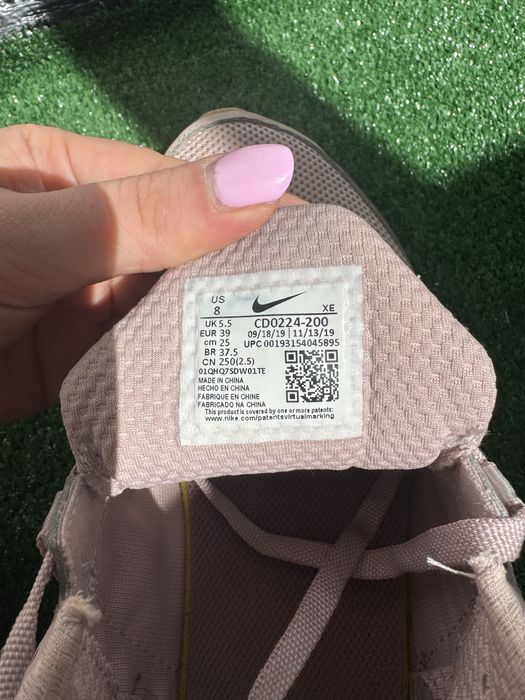 US
8
XE
UK 5.5 CD0224-200
EUR 39 09/18/19 11/13/19
cm 25 UPC 00193154045895
BR 37.5
CN 250(2.5)
01QHQ7SDW01TE
MADE IN CHINA
HECHO EN CHINA
FABRIQUE EN CHINE
FABRICADO NA CHINA
This product is covered by one or more patents:
www.nike.com/patentsvirtualmarking